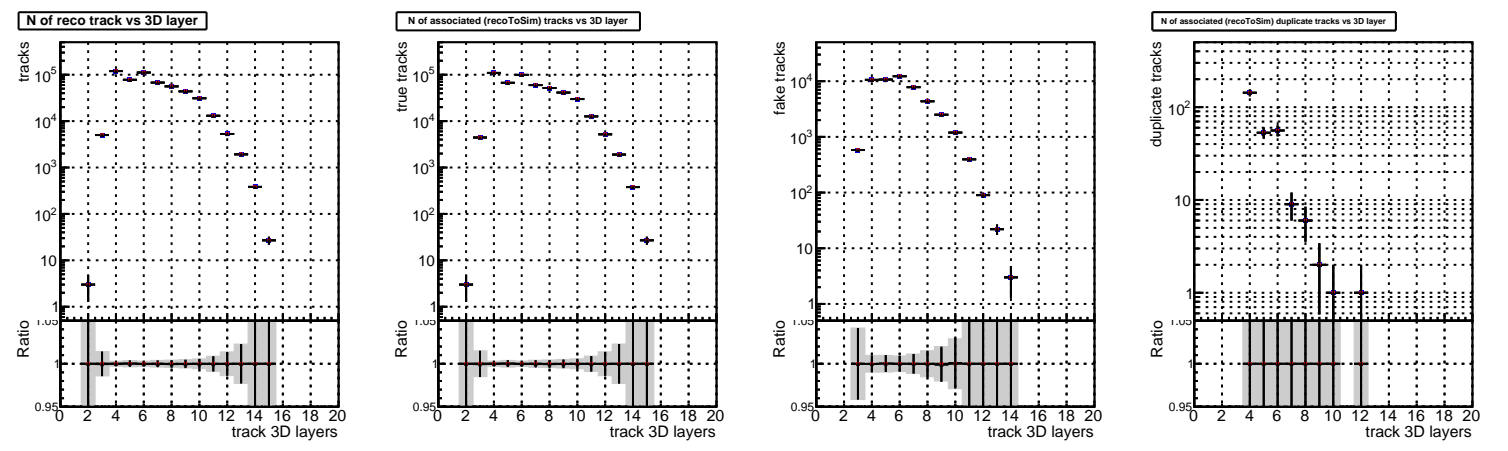 N of reco track vs 3D layer
tracks
10^5
10^4
10^3
10^2
10
1
1.05
Ratio
1
0.95
0 2 4 6 8 10 12 14 16 18 20
track 3D layers
N of associated (recoToSim) tracks vs 3D layer
true tracks
10^5
10^4
10^3
10^2
10
1
1.05
Ratio
1
0.95
0 2 4 6 8 10 12 14 16 18 20
track 3D layers
fake tracks
10^4
10^3
10^2
10
1
1.05
Ratio
1
0.95
0 2 4 6 8 10 12 14 16 18 20
track 3D layers
N of associated (recoToSim) duplicate tracks vs 3D layer
duplicate tracks
10^2
10
1
1.05
Ratio
1
0.95
0 2 4 6 8 10 12 14 16 18 20
track 3D layers